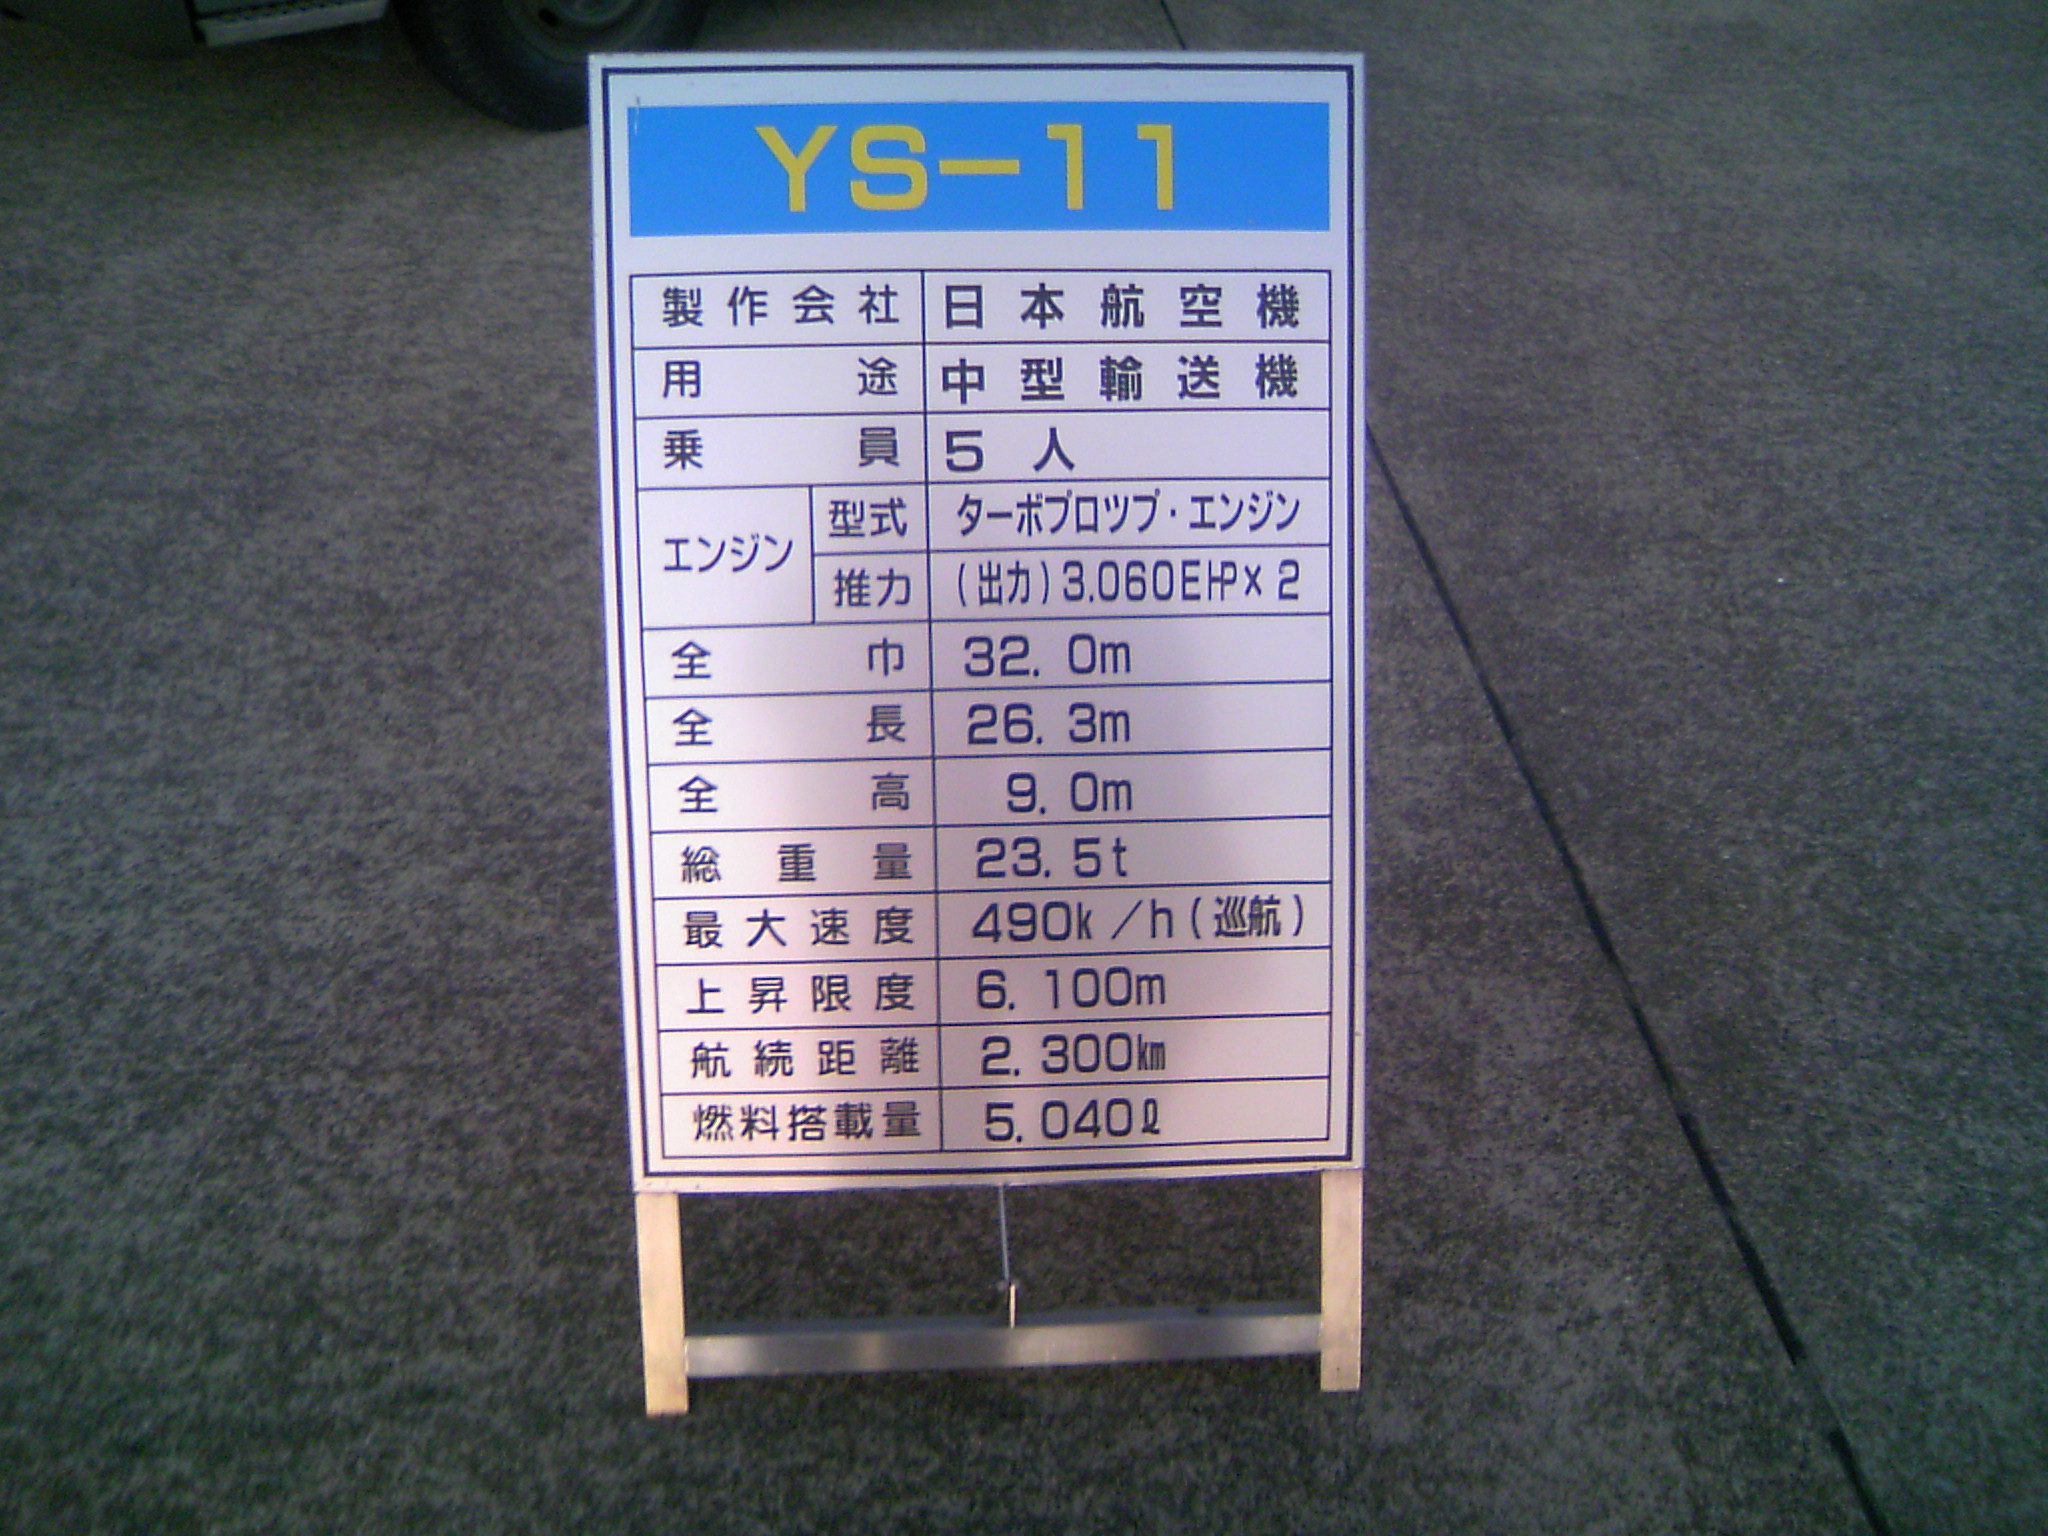 YS-11
製作会社 日本航空機
用途 中型輸送機
乗員 5人
エンジン 型式 ターボプロツプ・エンジン
推力 (出力)3.060EHP×2
全巾 32.0m
全長 26.3m
全高 9.0m
総重量 23.5t
最大速度 490k/h(巡航)
上昇限度 6.100m
航続距離 2.300㎞
燃料搭載量 5.040ℓ